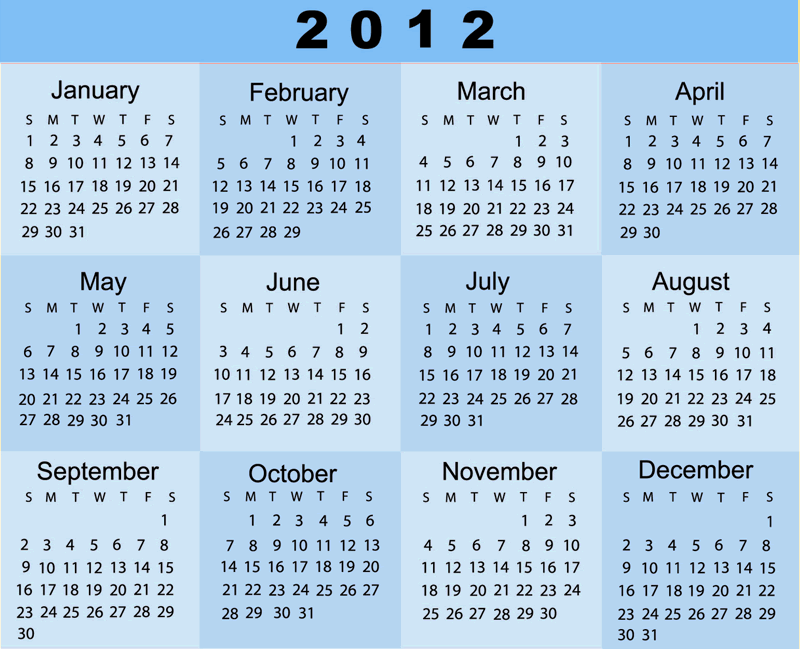 2012
January
S M T W T F S
1 2 3 4 5 6 7
8 9 10 11 12 13 14
15 16 17 18 19 20 21
22 23 24 25 26 27 28
29 30 31
February
S M T W T F S
1 2 3 4
5 6 7 8 9 10 11
12 13 14 15 16 17 18
19 20 21 22 23 24 25
26 27 28 29
March
S M T W T F S
1 2 3
4 5 6 7 8 9 10
11 12 13 14 15 16 17
18 19 20 21 22 23 24
25 26 27 28 29 30 31
April
S M T W T F S
1 2 3 4 5 6 7
8 9 10 11 12 13 14
15 16 17 18 19 20 21
22 23 24 25 26 27 28
29 30
May
S M T W T F S
1 2 3 4 5
6 7 8 9 10 11 12
13 14 15 16 17 18 19
20 21 22 23 24 25 26
27 28 29 30 31
June
S M T W T F S
1 2
3 4 5 6 7 8 9
10 11 12 13 14 15 16
17 18 19 20 21 22 23
24 25 26 27 28 29 30
July
S M T W T F S
1 2 3 4 5 6 7
8 9 10 11 12 13 14
15 16 17 18 19 20 21
22 23 24 25 26 27 28
29 30 31
August
S M T W T F S
1 2 3 4
5 6 7 8 9 10 11
12 13 14 15 16 17 18
19 20 21 22 23 24 25
26 27 28 29 30 31
September
S M T W T F S
1
2 3 4 5 6 7 8
9 10 11 12 13 14 15
16 17 18 19 20 21 22
23 24 25 26 27 28 29
30
October
S M T W T F S
1 2 3 4 5 6
7 8 9 10 11 12 13
14 15 16 17 18 19 20
21 22 23 24 25 26 27
28 29 30 31
November
S M T W T F S
1 2 3
4 5 6 7 8 9 10
11 12 13 14 15 16 17
18 19 20 21 22 23 24
25 26 27 28 29 30
December
S M T W T F S
1
2 3 4 5 6 7 8
9 10 11 12 13 14 15
16 17 18 19 20 21 22
23 24 25 26 27 28 29
30 31